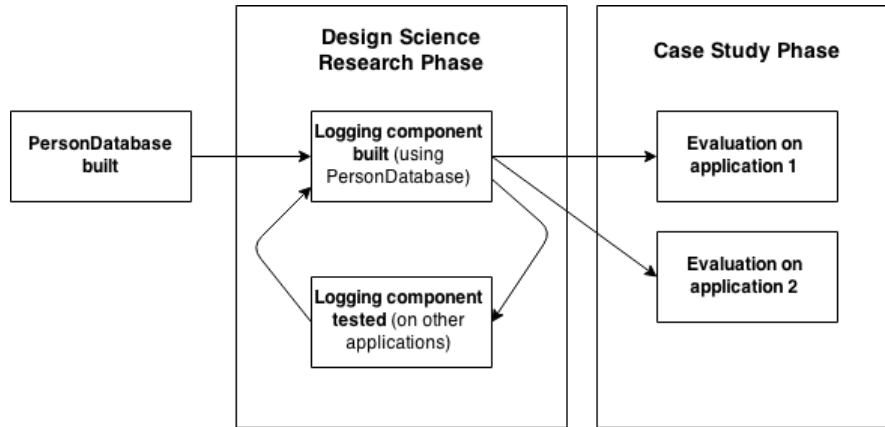 Design Science
Research Phase
Case Study Phase
PersonDatabase
built
Logging component
built (using
PersonDatabase)
Evaluation on
application 1
Evaluation on
application 2
Logging component
tested (on other
applications)